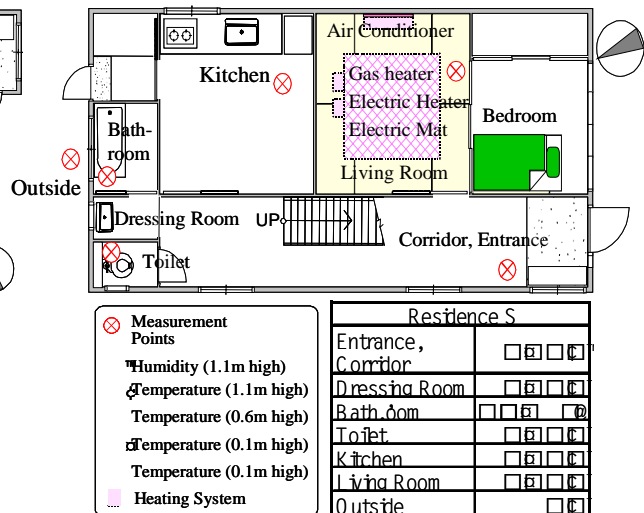 Air Conditioner
Kitchen
Gas heater
Electric Heater
Electric Mat
Bedroom
Bath-
room
Outside
Living Room
Dressing Room
UP
Corridor, Entrance
Toilet
Measurement
Points
Humidity (1.1m high)
Temperature (1.1m high)
Temperature (0.6m high)
Temperature (0.1m high)
Temperature (0.1m high)
Heating System
Residence S
Entrance,
Corridor
Dressing Room
Toilet
Kitchen
Living Room
Outside